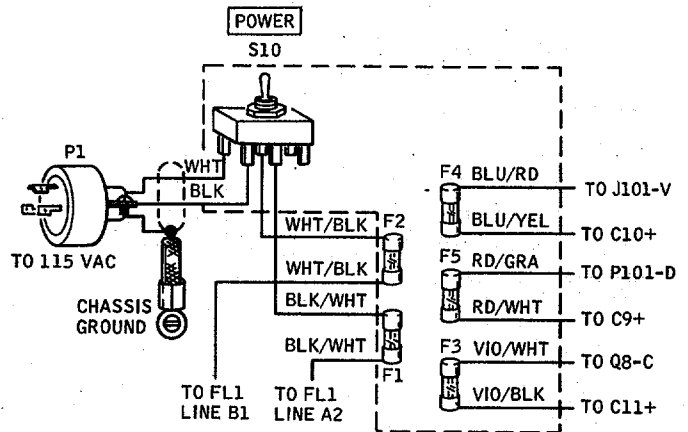 POWER
S10
P1
WHT
BLK
TO 115 VAC
CHASSIS
GROUND
WHT/BLK
F2
WHT/BLK
BLK/WHT
BLK/WHT
F1
TO FL1
LINE B1
TO FL1
LINE A2
F4
BLU/RD
TO J101-V
BLU/YEL
TO C10+
F5
RD/GRA
TO P101-D
RD/WHT
TO C9+
F3
VIO/WHT
TO Q8-C
VIO/BLK
TO C11+